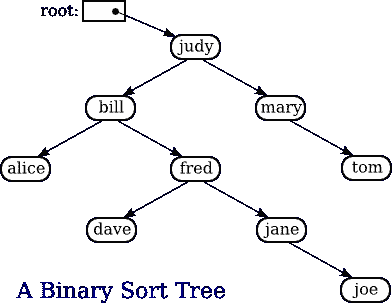 root:
judy
bill mary
alice fred tom
dave jane
joe
A Binary Sort Tree